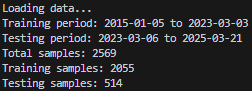 Loading data...
Training period: 2015-01-05 to 2023-03-03
Testing period: 2023-03-06 to 2025-03-21
Total samples: 2569
Training samples: 2055
Testing samples: 514